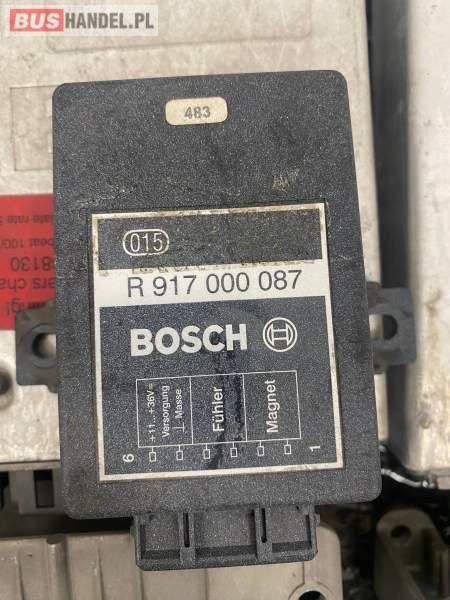 BUSHANDEL.PL
483
015
R 917 000 087
BOSCH
+11...+36V=
Versorgung
Masse
Fühler
Magnet
6
1